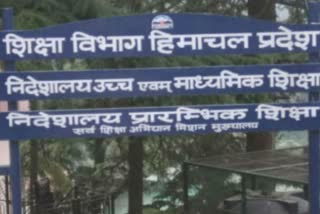 शिक्षा विभाग हिमाचल प्रदेश
निदेशालय उच्च एवम् माध्यमिक शिक्षा
निदेशालय प्रारम्भिक शिक्षा
सर्व शिक्षा अभियान मिशन मुख्यालय